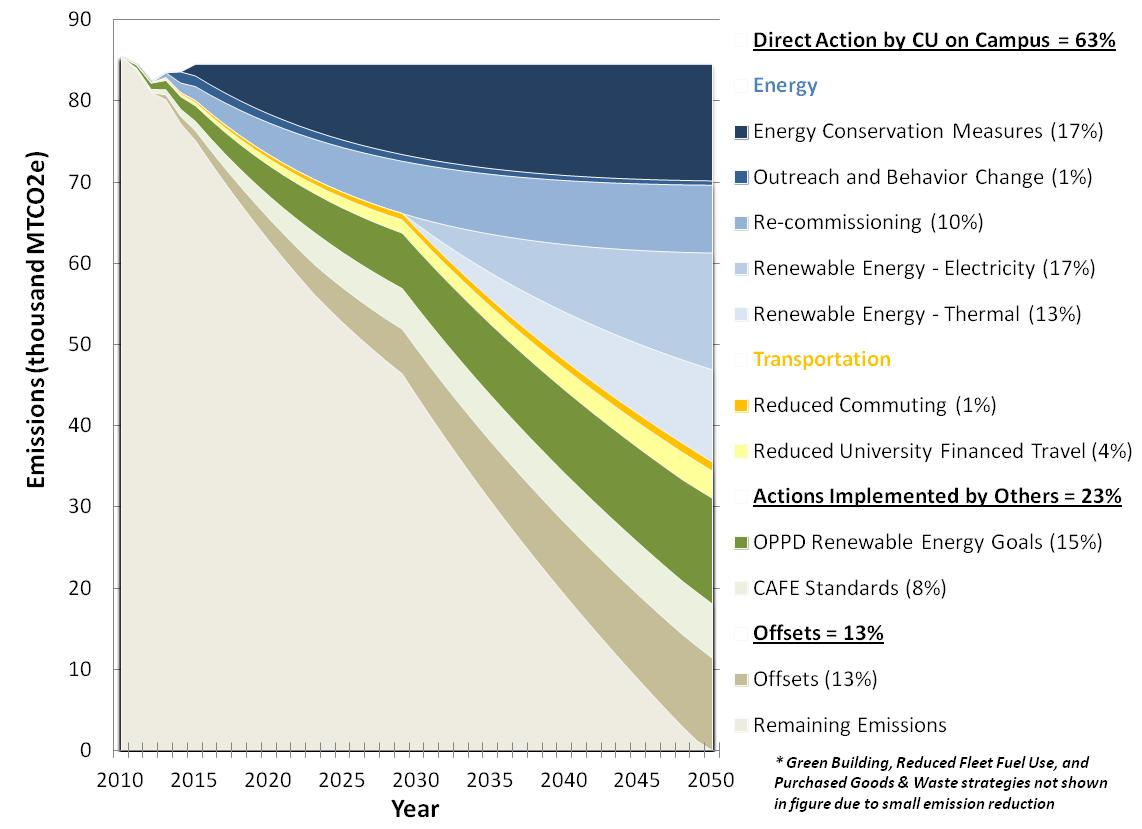 90
80
70
60
50
40
30
20
10
0
Emissions (thousand MTCO2e)
2010 2015 2020 2025 2030 2035 2040 2045 2050
Year
Direct Action by CU on Campus = 63%
Energy
Energy Conservation Measures (17%)
Outreach and Behavior Change (1%)
Re-commissioning (10%)
Renewable Energy - Electricity (17%)
Renewable Energy - Thermal (13%)
Transportation
Reduced Commuting (1%)
Reduced University Financed Travel (4%)
Actions Implemented by Others = 23%
OPPD Renewable Energy Goals (15%)
CAFE Standards (8%)
Offsets = 13%
Offsets (13%)
Remaining Emissions
* Green Building, Reduced Fleet Fuel Use, and
Purchased Goods & Waste strategies not shown
in figure due to small emission reduction